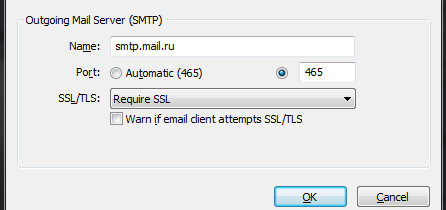 Outgoing Mail Server (SMTP)
Name: smtp.mail.ru
Port: Automatic (465) 465
SSL/TLS: Require SSL
Warn if email client attempts SSL/TLS
OK Cancel